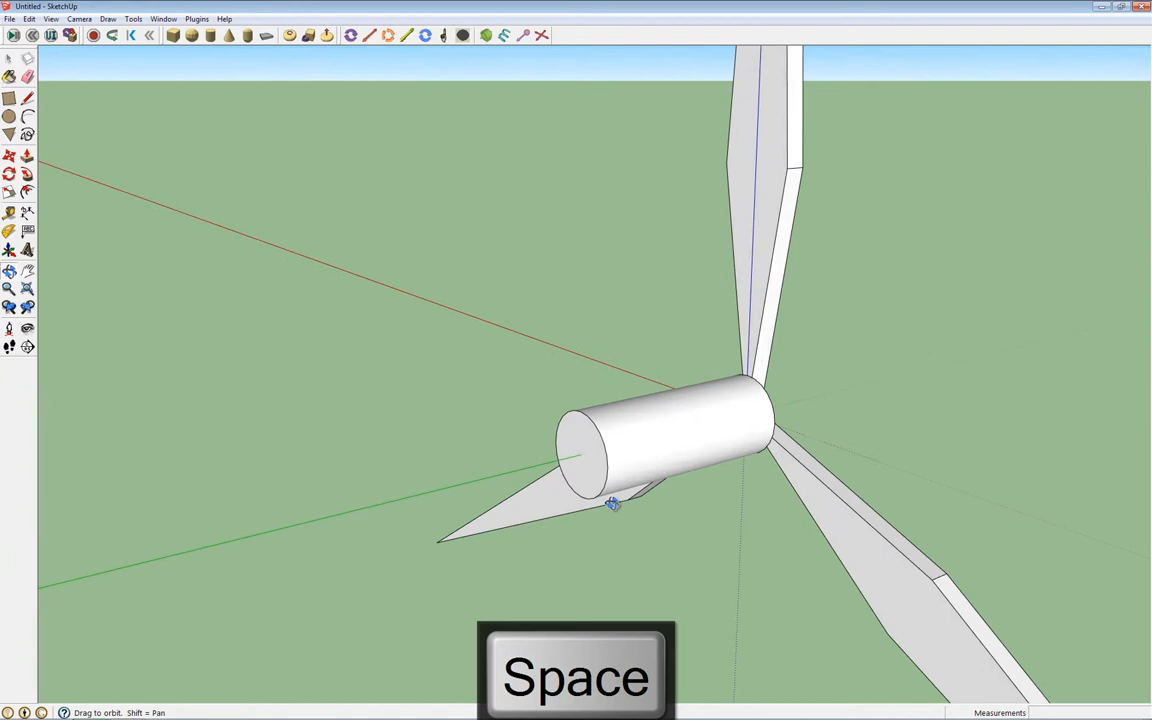 Untitled - SketchUp
File Edit View Camera Draw Tools Window Plugins Help
Space
Drag to orbit. Shift = Pan
Measurements